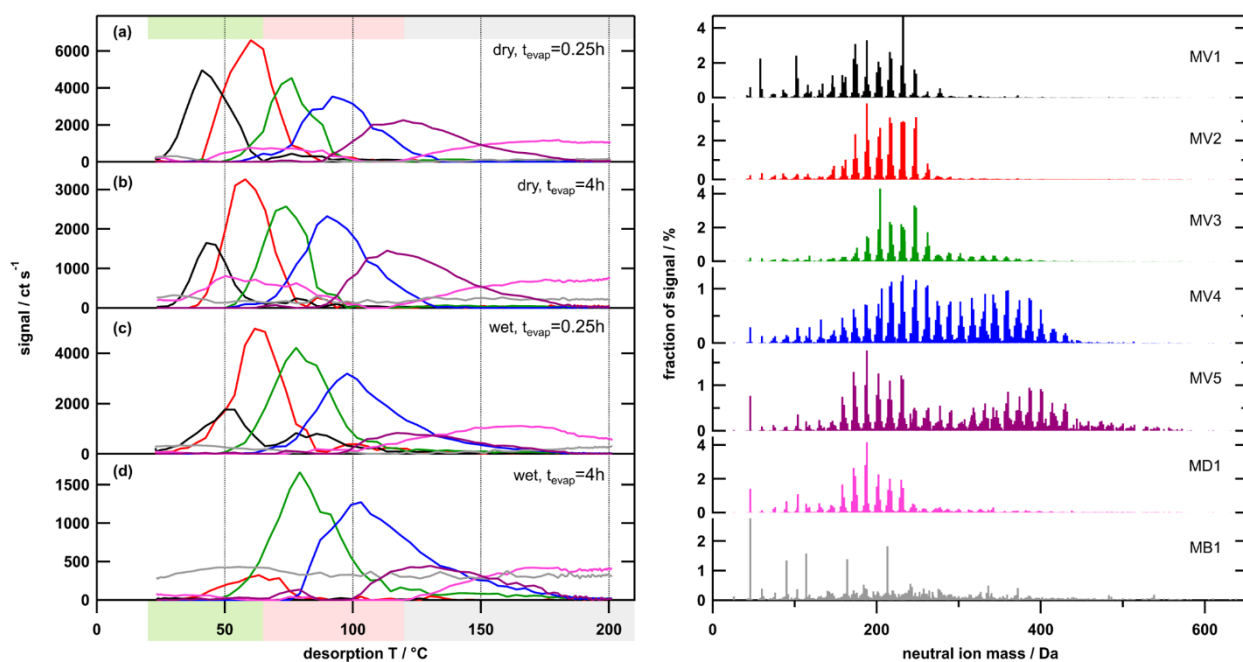 (a)
dry, tevap=0.25h
6000
4000
2000
0
(b)
dry, tevap=4h
3000
2000
1000
0
(c)
wet, tevap=0.25h
4000
2000
0
(d)
wet, tevap=4h
1500
1000
500
0
signal / ct s-1
0
50
100
150
200
desorption T / °C
4
2
0
MV1
2
0
MV2
4
2
0
MV3
1
0
MV4
1
0
MV5
4
2
0
MD1
2
1
0
MB1
fraction of signal / %
0
200
400
600
neutral ion mass / Da